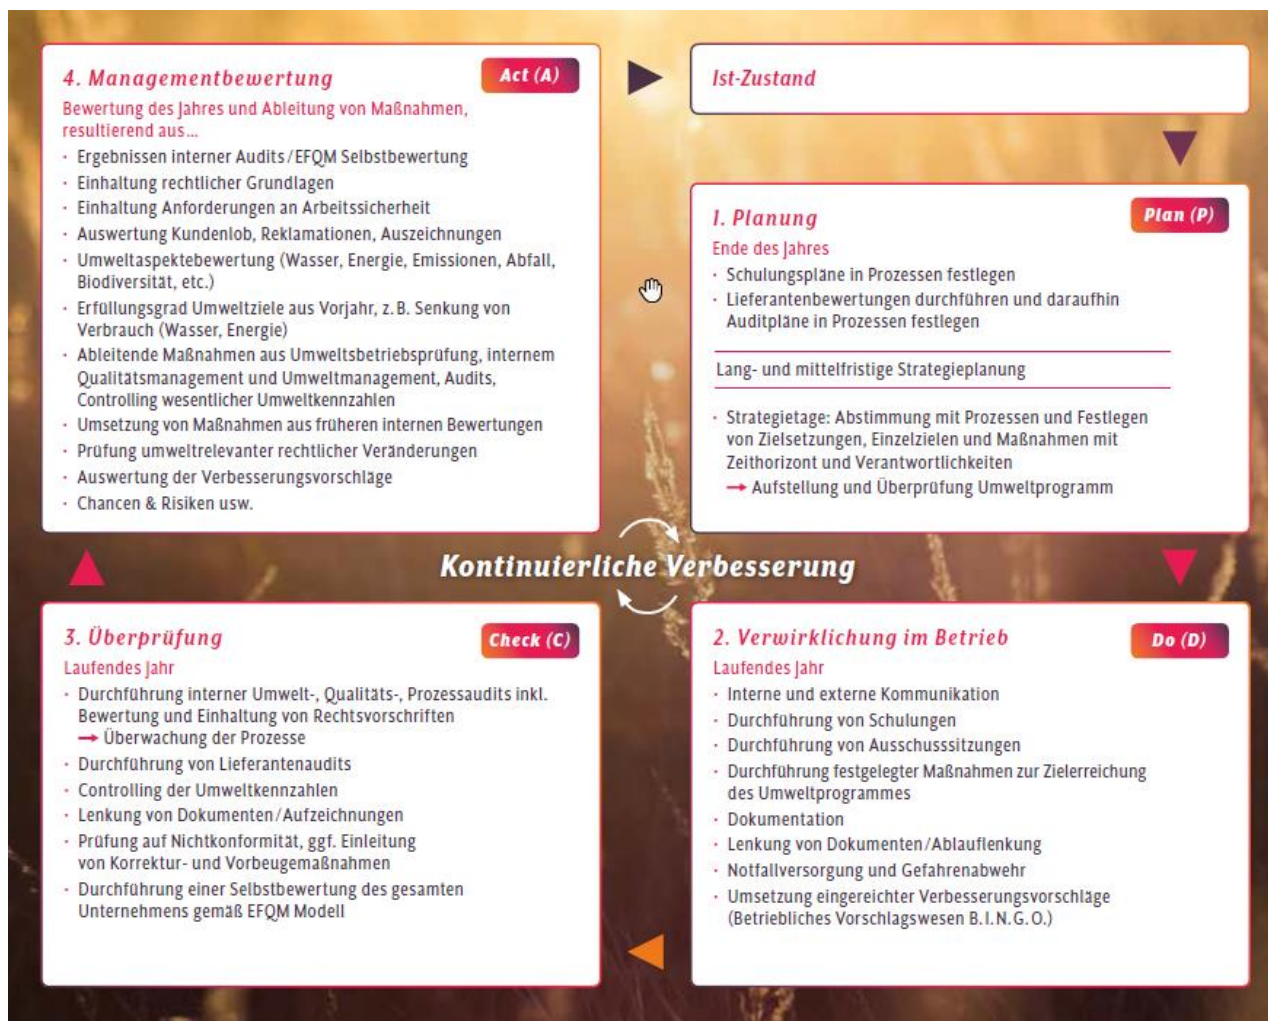 4. Managementbewertung
Act (A)
Bewertung des Jahres und Ableitung von Maßnahmen,
resultierend aus...
· Ergebnissen interner Audits/EFQM Selbstbewertung
· Einhaltung rechtlicher Grundlagen
· Einhaltung Anforderungen an Arbeitssicherheit
· Auswertung Kundenlob, Reklamationen, Auszeichnungen
· Umweltaspektebewertung (Wasser, Energie, Emissionen, Abfall,
Biodiversität, etc.)
· Erfüllungsgrad Umweltziele aus Vorjahr, z.B. Senkung von
Verbrauch (Wasser, Energie)
· Ableitende Maßnahmen aus Umweltsbetriebsprüfung, internem
Qualitätsmanagement und Umweltmanagement, Audits,
Controlling wesentlicher Umweltkennzahlen
· Umsetzung von Maßnahmen aus früheren internen Bewertungen
· Prüfung umweltrelevanter rechtlicher Veränderungen
· Auswertung der Verbesserungsvorschläge
· Chancen & Risiken usw.
Ist-Zustand
1. Planung
Plan (P)
Ende des Jahres
· Schulungspläne in Prozessen festlegen
· Lieferantenbewertungen durchführen und daraufhin
Auditpläne in Prozessen festlegen
Lang- und mittelfristige Strategieplanung
· Strategietage: Abstimmung mit Prozessen und Festlegen
von Zielsetzungen, Einzelzielen und Maßnahmen mit
Zeithorizont und Verantwortlichkeiten
→ Aufstellung und Überprüfung Umweltprogramm
Kontinuierliche Verbesserung
2. Verwirklichung im Betrieb
Do (D)
Laufendes Jahr
· Interne und externe Kommunikation
· Durchführung von Schulungen
· Durchführung von Ausschusssitzungen
· Durchführung festgelegter Maßnahmen zur Zielerreichung
des Umweltprogrammes
· Dokumentation
· Lenkung von Dokumenten/Ablauflenkung
· Notfallversorgung und Gefahrenabwehr
· Umsetzung eingereichter Verbesserungsvorschläge
(Betriebliches Vorschlagswesen B.I.N.G.O.)
3. Überprüfung
Check (C)
Laufendes Jahr
· Durchführung interner Umwelt-, Qualitäts-, Prozessaudits inkl.
Bewertung und Einhaltung von Rechtsvorschriften
→ Überwachung der Prozesse
· Durchführung von Lieferantenaudits
· Controlling der Umweltkennzahlen
· Lenkung von Dokumenten/Aufzeichnungen
· Prüfung auf Nichtkonformität, ggf. Einleitung
von Korrektur- und Vorbeugemaßnahmen
· Durchführung einer Selbstbewertung des gesamten
Unternehmens gemäß EFQM Modell